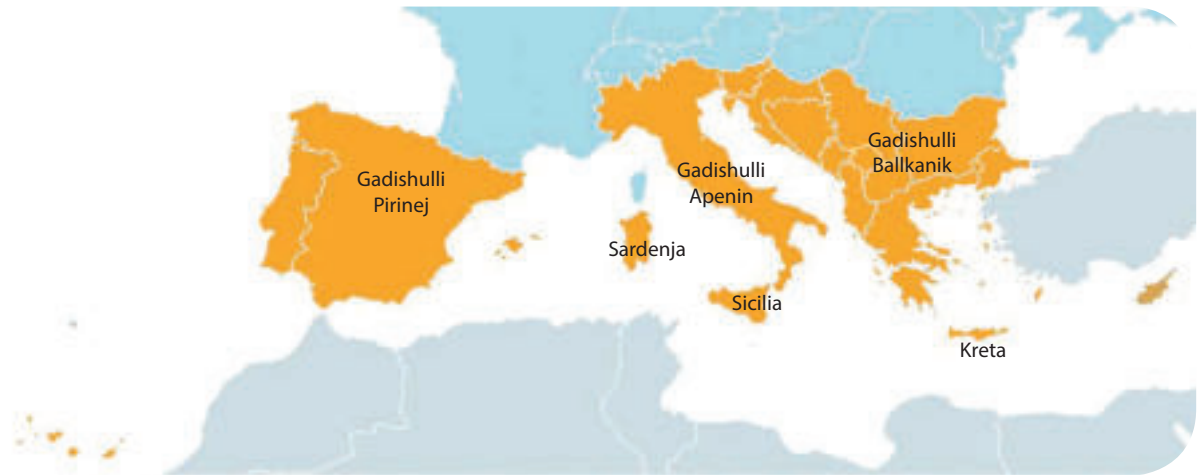 Gadishulli
Pirinej
Gadishulli
Apenin
Gadishulli
Ballkanik
Sardenja
Sicilia
Kreta